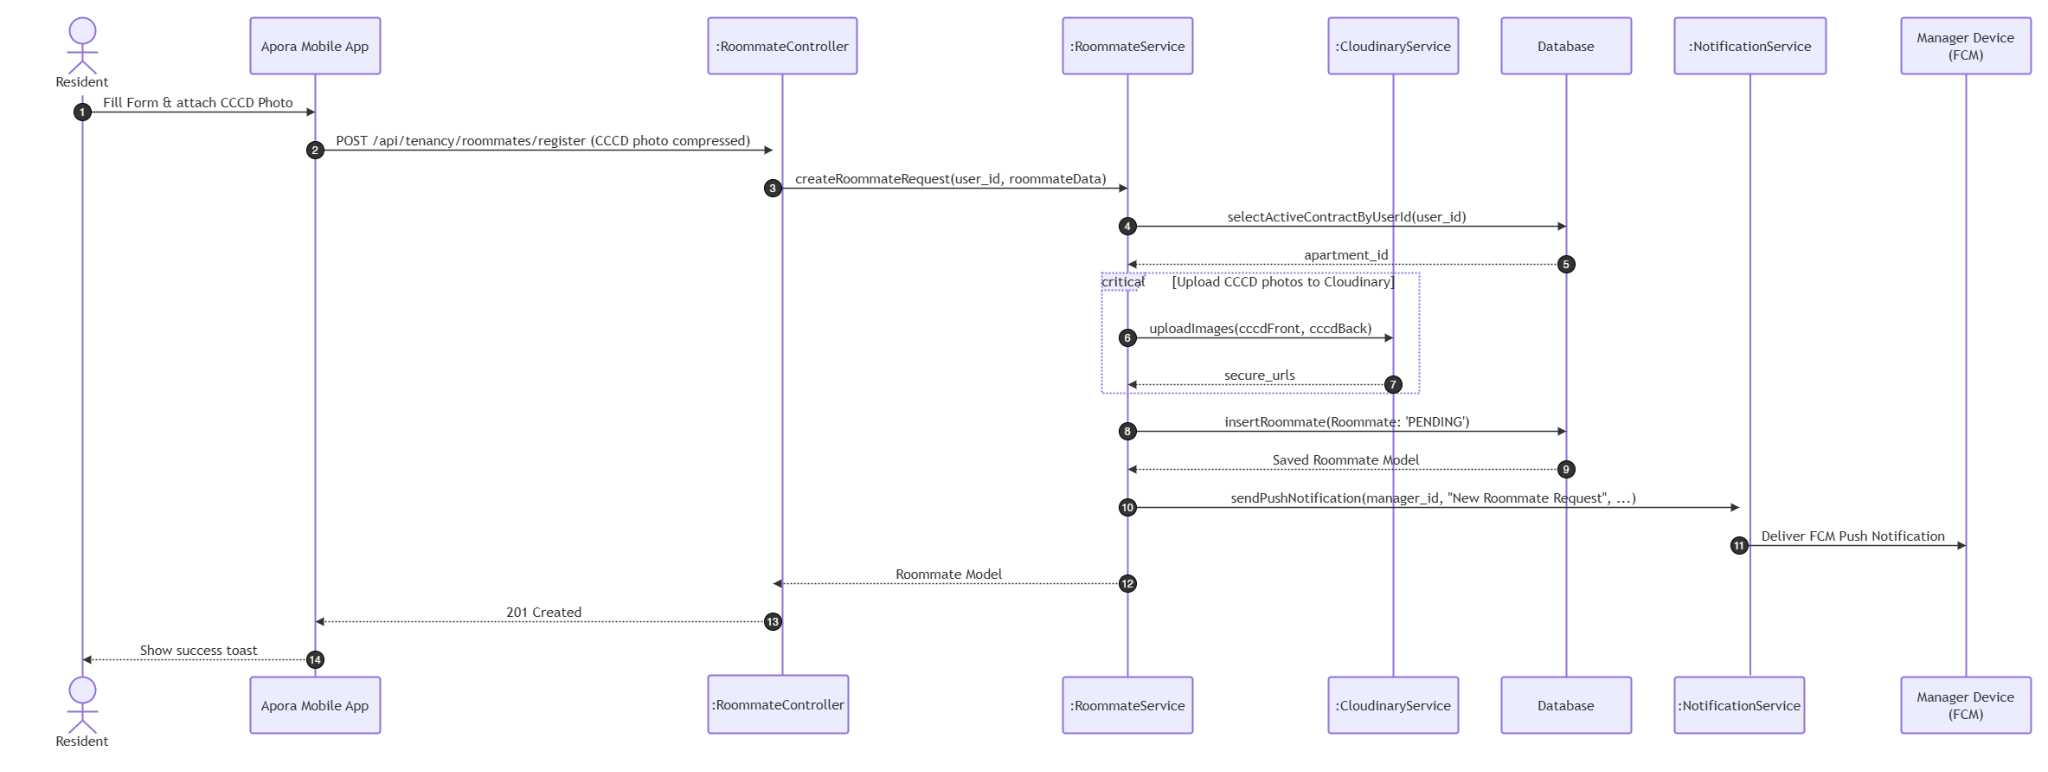 Resident
Apora Mobile App
:RoommateController
:RoommateService
:CloudinaryService
Database
:NotificationService
Manager Device
(FCM)
1 Fill Form & attach CCCD Photo
2 POST /api/tenancy/roommates/register (CCCD photo compressed)
3 createRoommateRequest(user_id, roommateData)
4 selectActiveContractByUserId(user_id)
apartment_id 5
critical [Upload CCCD photos to Cloudinary]
6 uploadImages(cccdFront, cccdBack)
secure_urls 7
8 insertRoommate(Roommate: 'PENDING')
Saved Roommate Model 9
10 sendPushNotification(manager_id, "New Roommate Request", ...)
11 Deliver FCM Push Notification
Roommate Model 12
201 Created 13
Show success toast 14
Resident
Apora Mobile App
:RoommateController
:RoommateService
:CloudinaryService
Database
:NotificationService
Manager Device
(FCM)